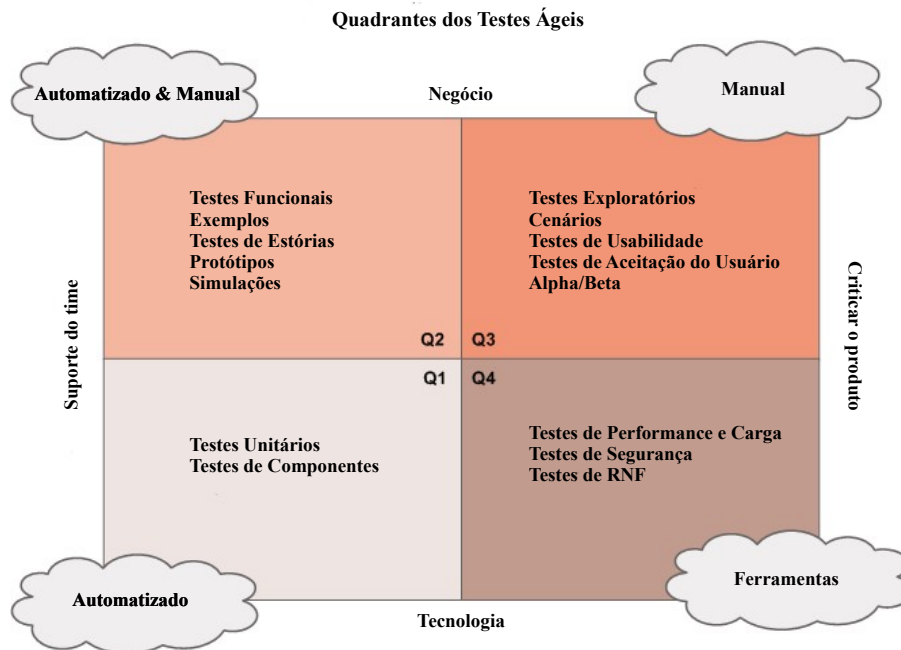 Quadrantes dos Testes Ágeis
Automatizado & Manual
Negócio
Manual
Testes Funcionais
Exemplos
Testes de Estórias
Protótipos
Simulações
Testes Exploratórios
Cenários
Testes de Usabilidade
Testes de Aceitação do Usuário
Alpha/Beta
Suporte do time
Criticar o produto
Q2
Q3
Q1
Q4
Testes Unitários
Testes de Componentes
Testes de Performance e Carga
Testes de Segurança
Testes de RNF
Automatizado
Tecnologia
Ferramentas